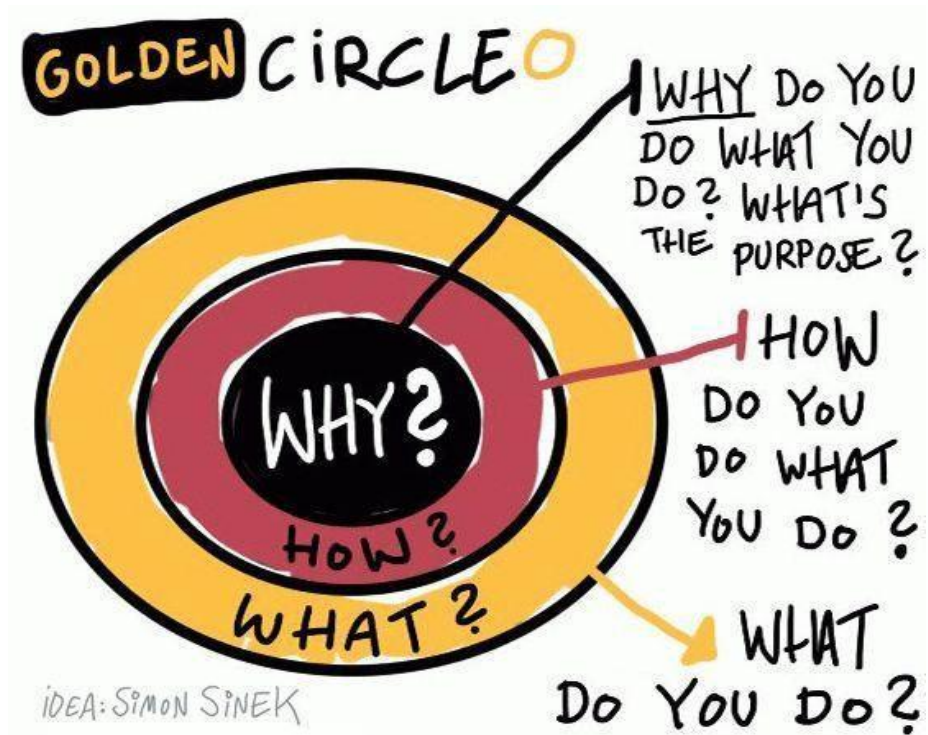 GOLDEN CiRCLE
WHY DO YOU
DO WHAT YOU
DO? WHAT'S
THE PURPOSE?
HOW
DO YOU
DO WHAT
YOU DO?
WHY?
HOW?
WHAT?
WHAT
DO YOU DO?
iDEA: SiMON SiNEK